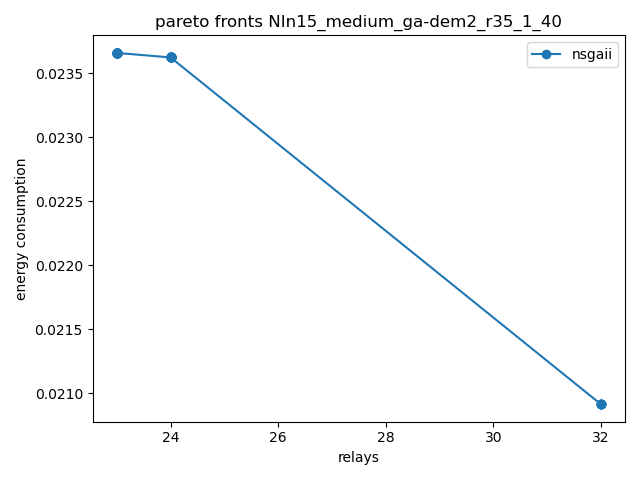 pareto fronts NIn15_medium_ga-dem2_r35_1_40
nsgaii
0.0235
0.0230
0.0225
0.0220
0.0215
0.0210
energy consumption
24 26 28 30 32
relays